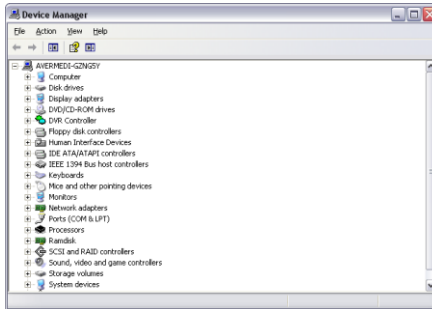 Device Manager
File Action View Help
AVERMEDI-GZNG5Y
Computer
Disk drives
Display adapters
DVD/CD-ROM drives
DVR Controller
Floppy disk controllers
Human Interface Devices
IDE ATA/ATAPI controllers
IEEE 1394 Bus host controllers
Keyboards
Mice and other pointing devices
Monitors
Network adapters
Ports (COM & LPT)
Processors
Ramdisk
SCSI and RAID controllers
Sound, video and game controllers
Storage volumes
System devices